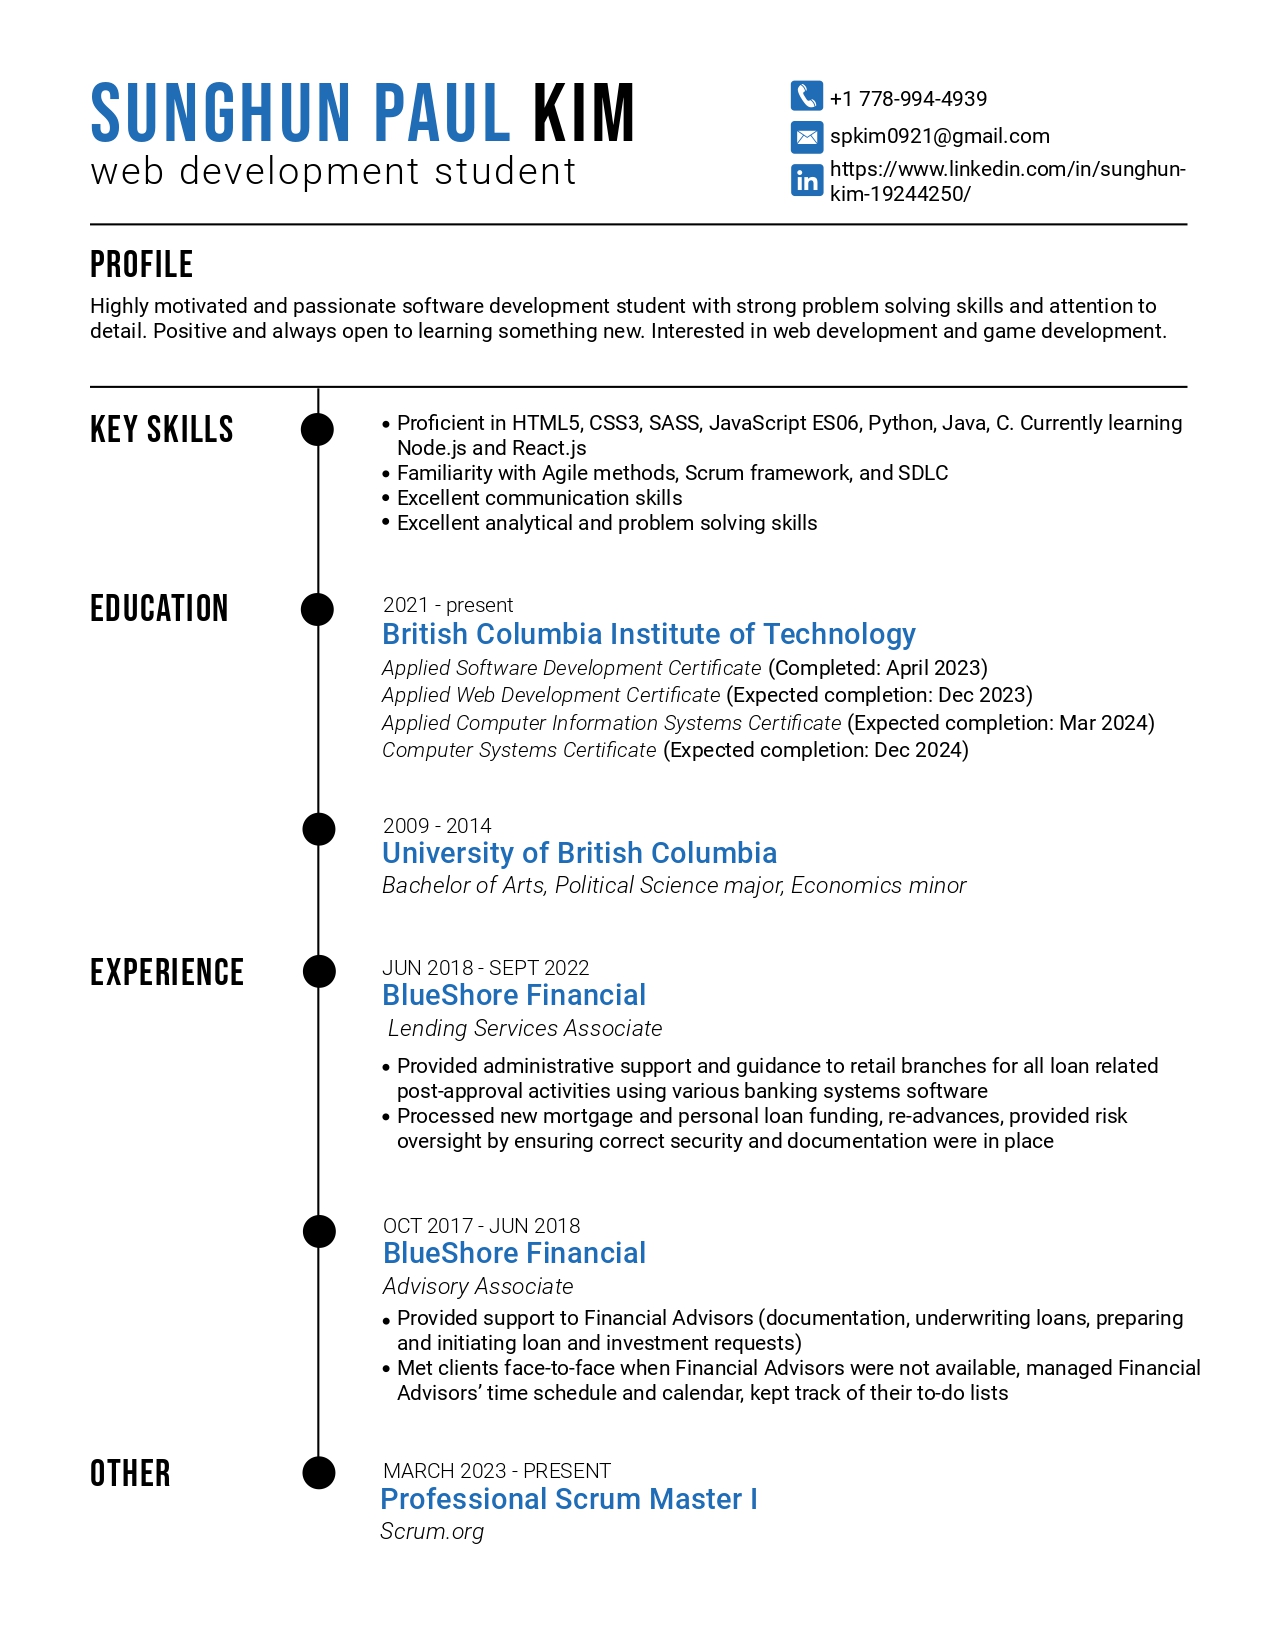 SUNGHUN PAUL KIM
web development student
+1 778-994-4939
spkim0921@gmail.com
in https://www.linkedin.com/in/sunghun-
kim-19244250/
PROFILE
Highly motivated and passionate software development student with strong problem solving skills and attention to
detail. Positive and always open to learning something new. Interested in web development and game development.
KEY SKILLS
• Proficient in HTML5, CSS3, SASS, JavaScript ES06, Python, Java, C. Currently learning
Node.js and React.js
• Familiarity with Agile methods, Scrum framework, and SDLC
• Excellent communication skills
• Excellent analytical and problem solving skills
EDUCATION
2021 - present
British Columbia Institute of Technology
Applied Software Development Certificate (Completed: April 2023)
Applied Web Development Certificate (Expected completion: Dec 2023)
Applied Computer Information Systems Certificate (Expected completion: Mar 2024)
Computer Systems Certificate (Expected completion: Dec 2024)
2009 - 2014
University of British Columbia
Bachelor of Arts, Political Science major, Economics minor
EXPERIENCE
JUN 2018 - SEPT 2022
BlueShore Financial
Lending Services Associate
• Provided administrative support and guidance to retail branches for all loan related
post-approval activities using various banking systems software
• Processed new mortgage and personal loan funding, re-advances, provided risk
oversight by ensuring correct security and documentation were in place
OCT 2017 - JUN 2018
BlueShore Financial
Advisory Associate
• Provided support to Financial Advisors (documentation, underwriting loans, preparing
and initiating loan and investment requests)
• Met clients face-to-face when Financial Advisors were not available, managed Financial
Advisors’ time schedule and calendar, kept track of their to-do lists
OTHER
MARCH 2023 - PRESENT
Professional Scrum Master I
Scrum.org